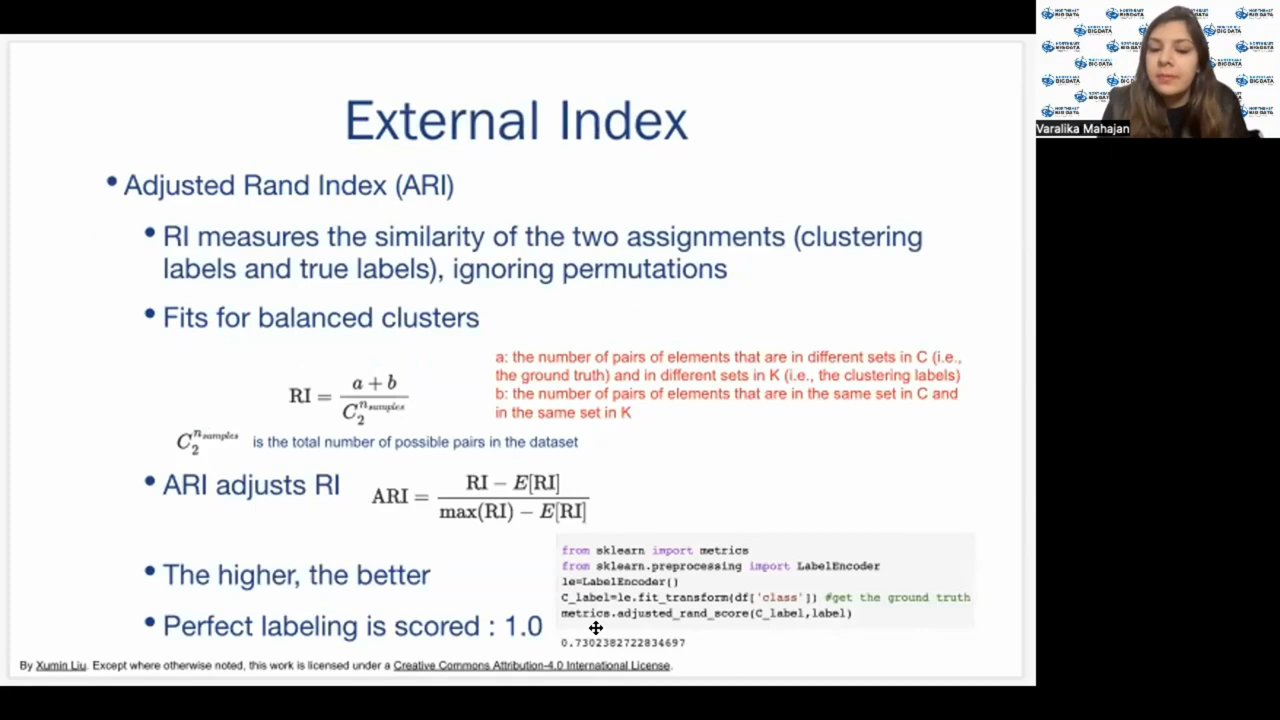 External Index
• Adjusted Rand Index (ARI)
• RI measures the similarity of the two assignments (clustering
labels and true labels), ignoring permutations
• Fits for balanced clusters
RI = a + b / C_2^{n_samples}
a: the number of pairs of elements that are in different sets in C (i.e.,
the ground truth) and in different sets in K (i.e., the clustering labels)
b: the number of pairs of elements that are in the same set in C and
in the same set in K
C_2^{n_samples} is the total number of possible pairs in the dataset
• ARI adjusts RI
ARI = RI − E[RI] / max(RI) − E[RI]
• The higher, the better
• Perfect labeling is scored : 1.0
from sklearn import metrics
from sklearn.preprocessing import LabelEncoder
le=LabelEncoder()
C_label=le.fit_transform(df['class']) #get the ground truth
metrics.adjusted_rand_score(C_label,label)
0.7302382722834697
By Xumin Liu. Except where otherwise noted, this work is licensed under a Creative Commons Attribution-4.0 International License.
Varalika Mahajan
NORTHEAST
BIG DATA